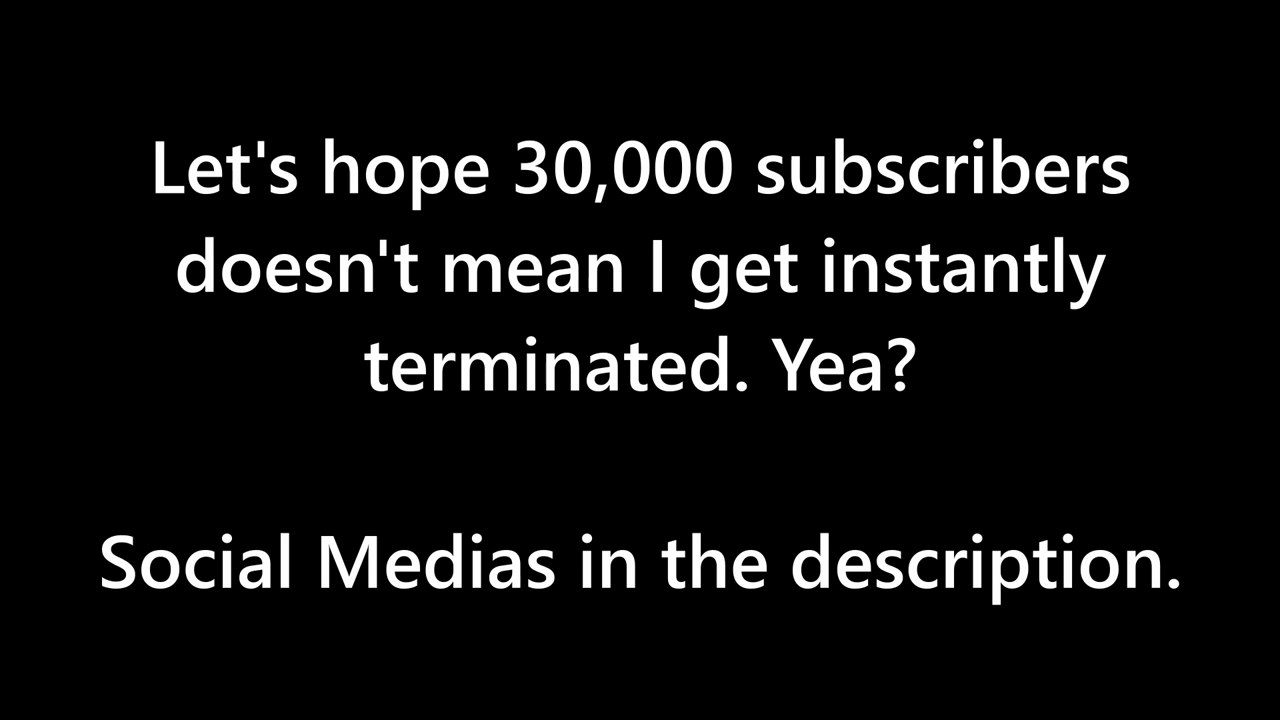 Let's hope 30,000 subscribers
doesn't mean I get instantly
terminated. Yea?
Social Medias in the description.